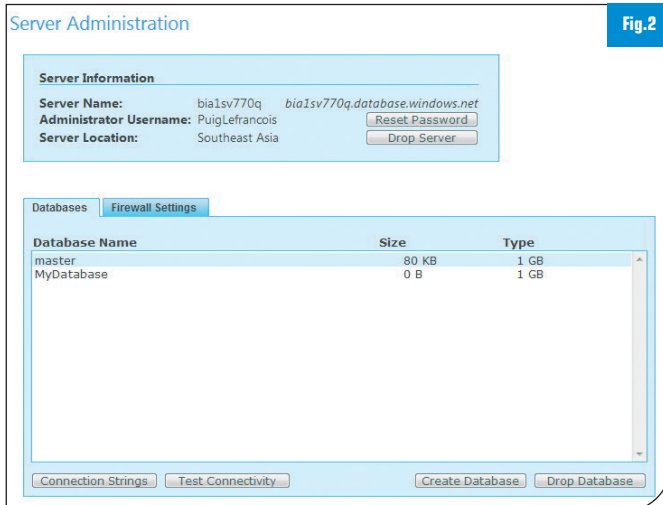 Server Administration
Fig.2
Server Information
Server Name: bia1sv770q bia1sv770q.database.windows.net
Administrator Username: PuigLefrancois Reset Password
Server Location: Southeast Asia Drop Server
Databases Firewall Settings
Database Name Size Type
master 80 KB 1 GB
MyDatabase 0 B 1 GB
Connection Strings Test Connectivity Create Database Drop Database